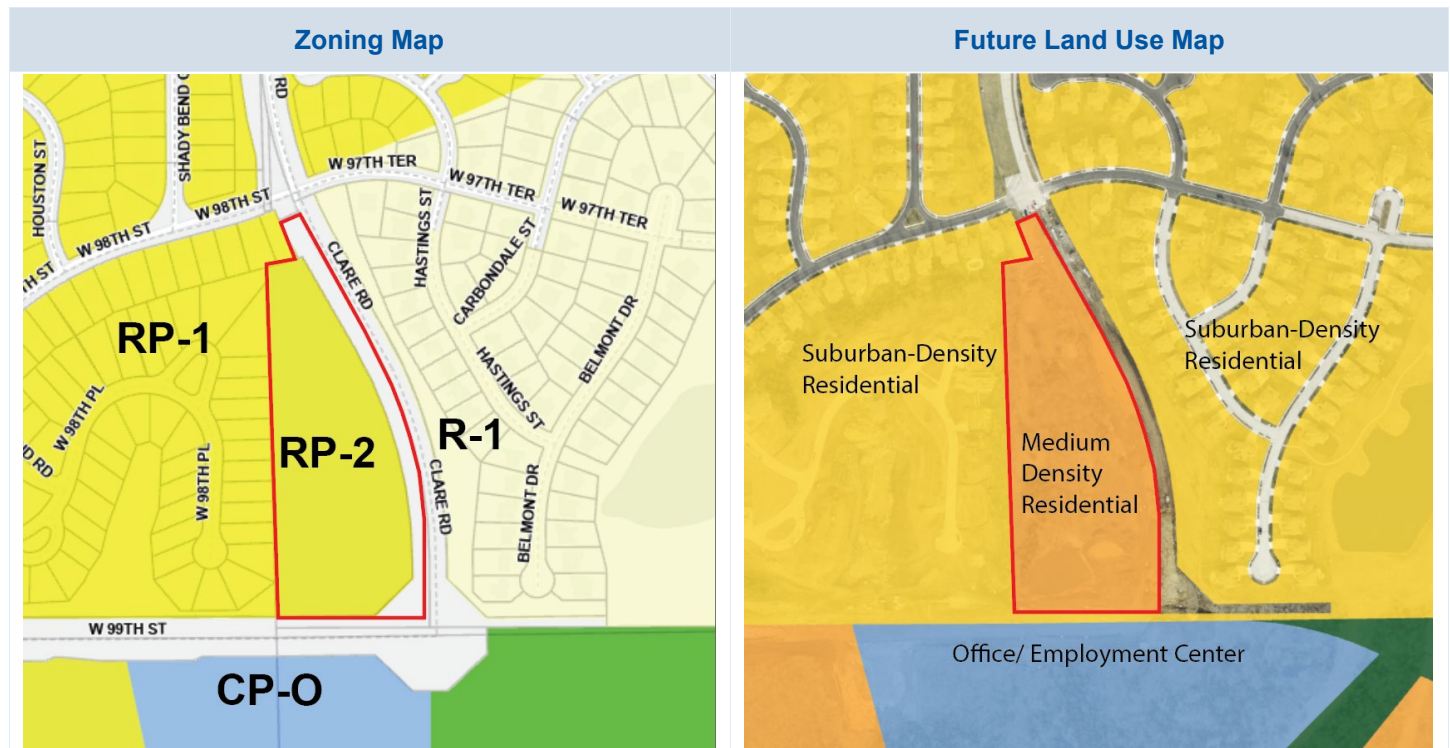 Zoning Map
Future Land Use Map
RD
SHADY BEND C
HOUSTON ST
W 97TH TER
W 97TH TER
W 97TH TER
W 98TH ST
W 98TH ST
TH ST
HASTINGS ST
CARBONDALE ST
CLARE RD
BELMONT DR
RP-1
HASTINGS ST
W 98TH PL
R-1
RP-2
D RD
W 98TH PL
CLARE RD
BELMONT DR
W 99TH ST
CP-O
Suburban-Density
Residential
Suburban-Density
Residential
Medium
Density
Residential
Office/ Employment Center